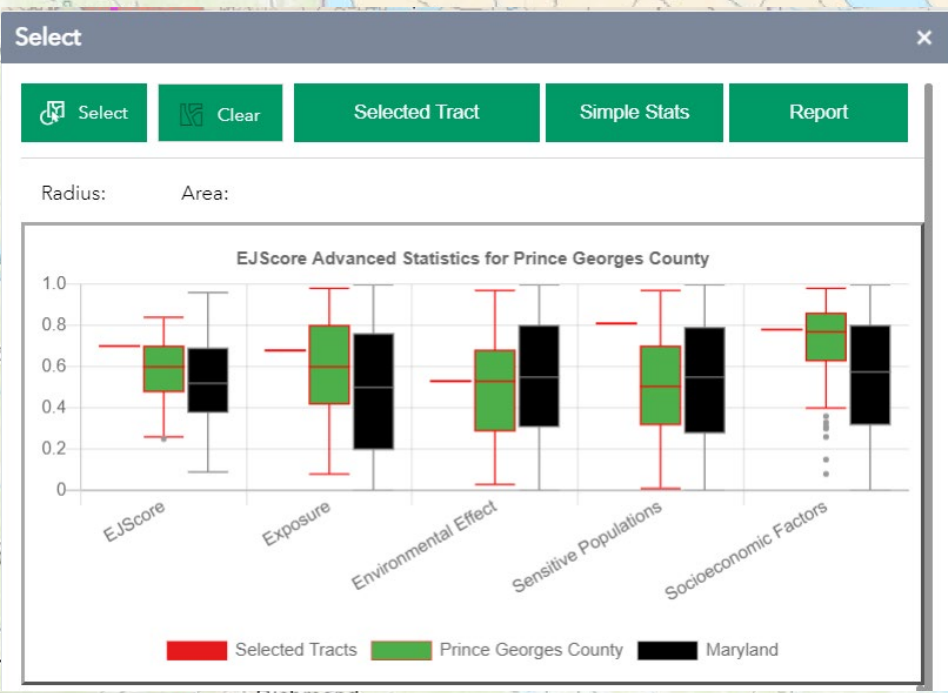 Select ×
Select Clear Selected Tract Simple Stats Report
Radius: Area:
EJScore Advanced Statistics for Prince Georges County
1.0
0.8
0.6
0.4
0.2
0
EJScore Exposure Environmental Effect Sensitive Populations Socioeconomic Factors
Selected Tracts Prince Georges County Maryland